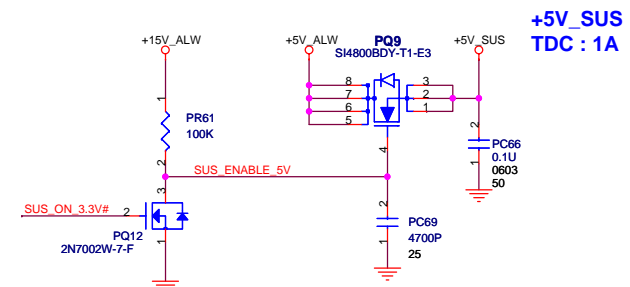 +5V_SUS
TDC : 1A
+15V_ALW
+5V_ALW
PQ9
SI4800BDY-T1-E3
+5V_SUS
8
7
6
5
3
2
1
4
1
PR61
100K
2
SUS_ENABLE_5V
2
PC66
0.1U
0603
50
1
3
SUS_ON_3.3V#
2
PQ12
2N7002W-7-F
1
2
PC69
4700P
25
1